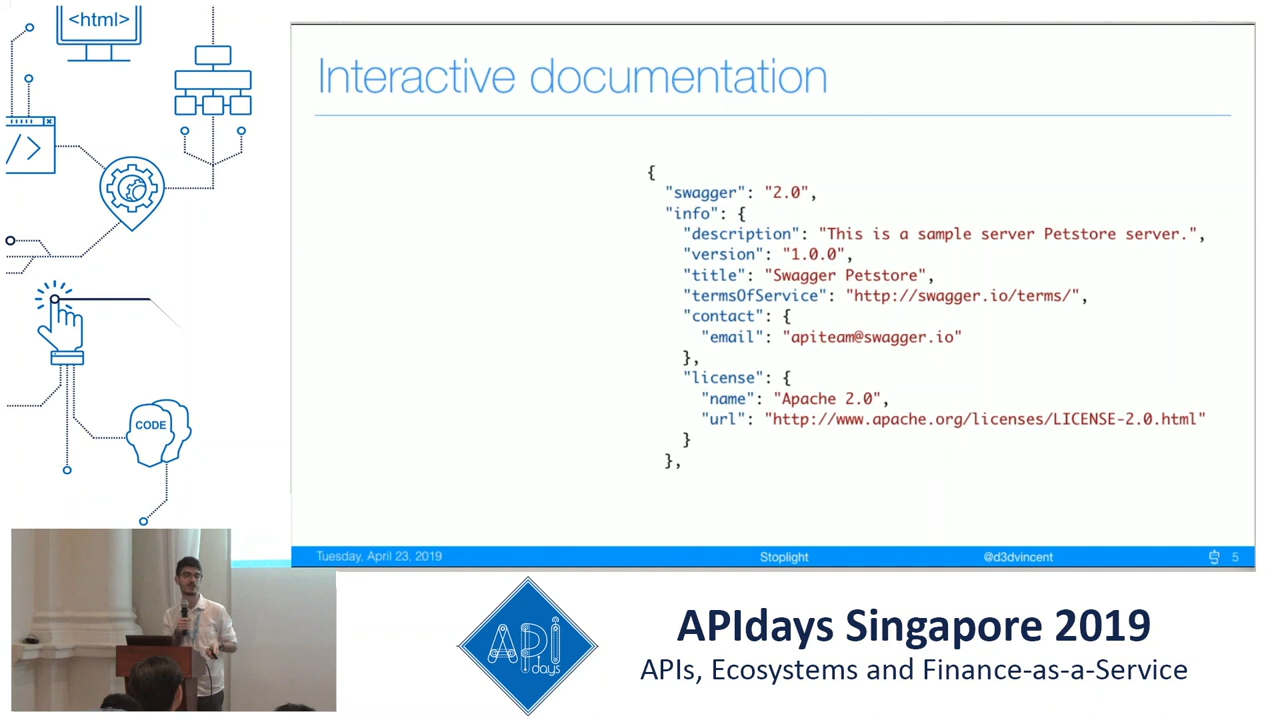 <html>
</>
CODE
Interactive documentation
{
"swagger": "2.0",
"info": {
"description": "This is a sample server Petstore server.",
"version": "1.0.0",
"title": "Swagger Petstore",
"termsOfService": "http://swagger.io/terms/",
"contact": {
"email": "apiteam@swagger.io"
},
"license": {
"name": "Apache 2.0",
"url": "http://www.apache.org/licenses/LICENSE-2.0.html"
}
},
Tuesday, April 23, 2019 Stoplight @d3dvincent 5
API
days
APIdays Singapore 2019
APIs, Ecosystems and Finance-as-a-Service